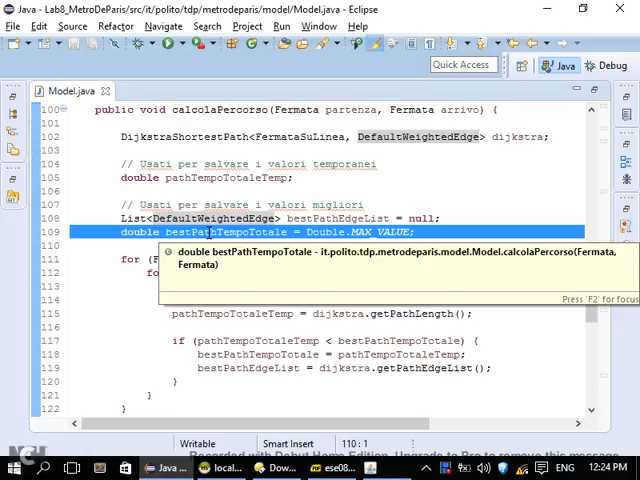 Java - Lab8_MetroDeParis/src/it/polito/tdp/metrodeparis/model/Model.java - Eclipse
File Edit Source Refactor Navigate Search Project Run Window Help
Quick Access
Java
Debug
Model.java
100 public void calcolaPercorso(Fermata partenza, Fermata arrivo) {
101
102 DijkstraShortestPath<FermataSuLinea, DefaultWeightedEdge> dijkstra;
103
104 // Usati per salvare i valori temporanei
105 double pathTempoTotaleTemp;
106
107 // Usati per salvare i valori migliori
108 List<DefaultWeightedEdge> bestPathEdgeList = null;
109 double bestPathTempoTotale = Double.MAX_VALUE;
110
double bestPathTempoTotale - it.polito.tdp.metrodeparis.model.Model.calcolaPercorso(Fermata,
Fermata)
111 for (F
112 fo
113
114
Press 'F2' for focus
115 pathTempoTotaleTemp = dijkstra.getPathLength();
116
117 if (pathTempoTotaleTemp < bestPathTempoTotale) {
118 bestPathTempoTotale = pathTempoTotaleTemp;
119 bestPathEdgeList = dijkstra.getPathEdgeList();
120 }
121 }
122 }
Writable Smart Insert 110 : 1
Recorded with Debut Home Edition. Upgrade to Pro to remove this message
NCH
Java -... local... Dow... ese08... ENG 12:24 PM